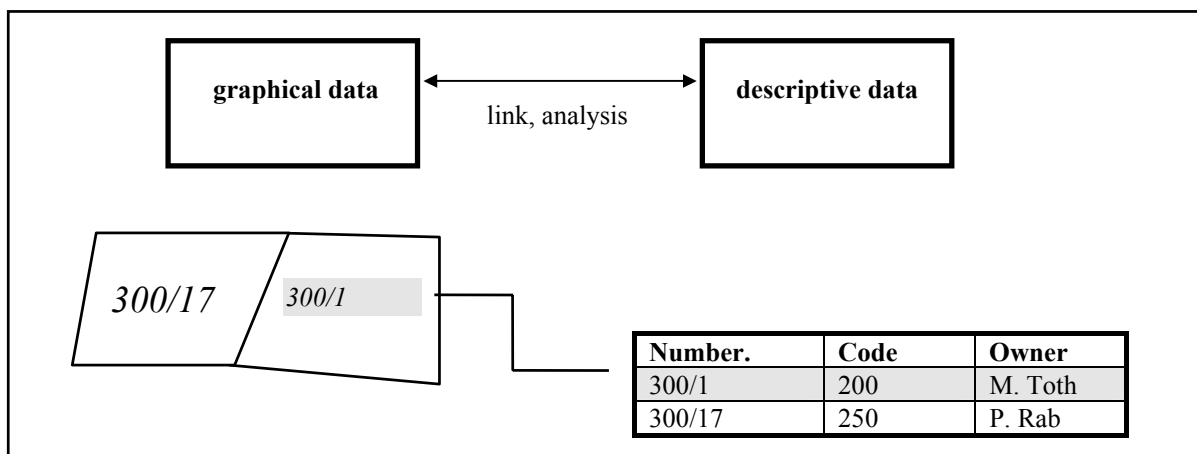 graphical data
descriptive data
link, analysis
300/17
300/1
Number. Code Owner
300/1 200 M. Toth
300/17 250 P. Rab